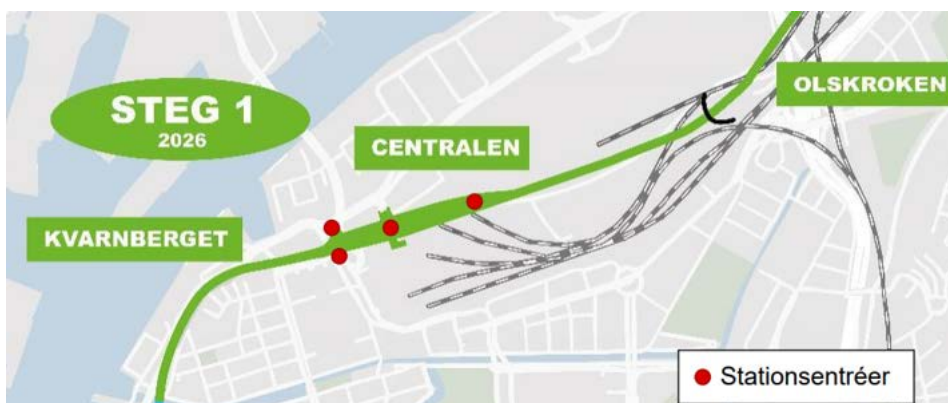 STEG 1
2026
OLSKROKEN
CENTRALEN
KVARNBERGET
Stationsentréer